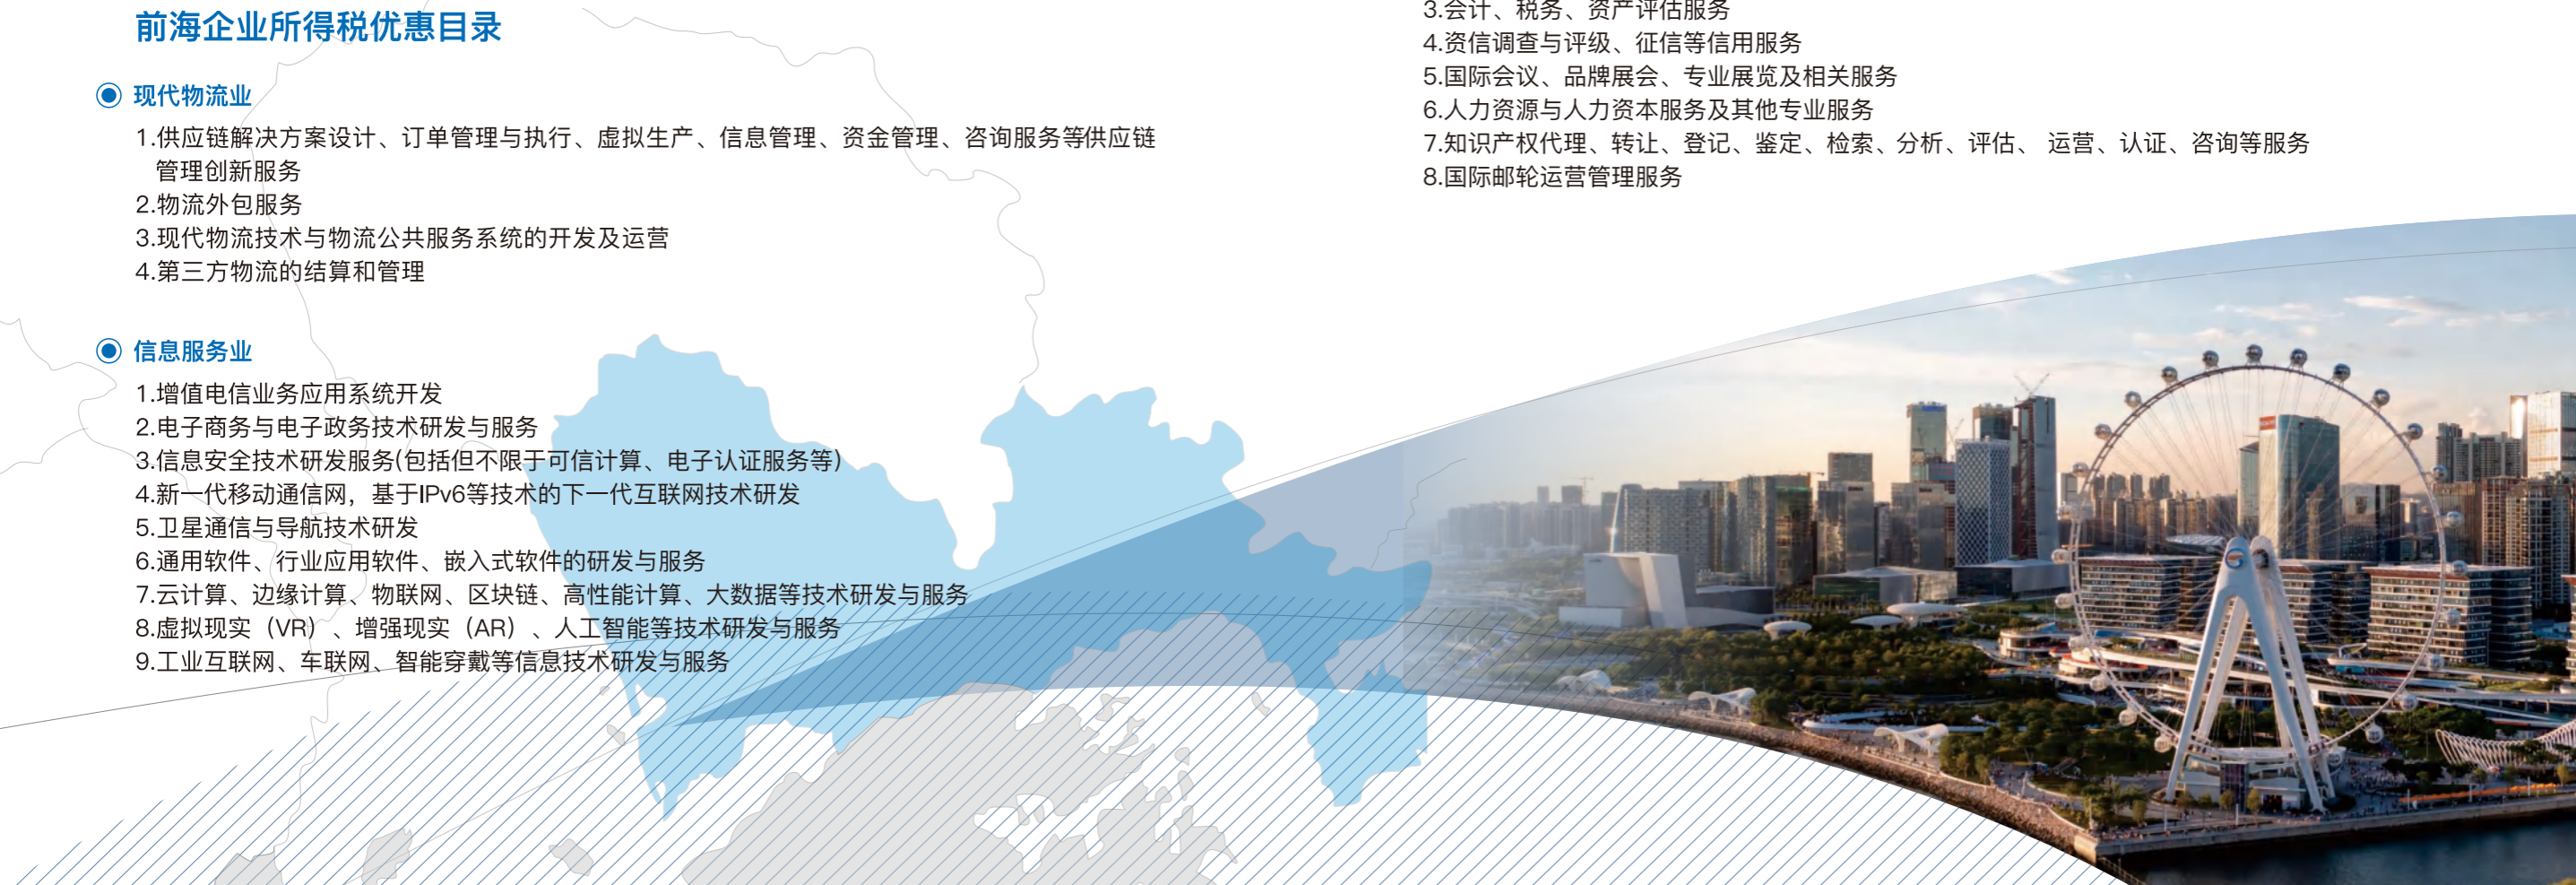 前海企业所得税优惠目录
现代物流业
1.供应链解决方案设计、订单管理与执行、虚拟生产、信息管理、资金管理、咨询服务等供应链
管理创新服务
2.物流外包服务
3.现代物流技术与物流公共服务系统的开发及运营
4.第三方物流的结算和管理
信息服务业
1.增值电信业务应用系统开发
2.电子商务与电子政务技术研发与服务
3.信息安全技术研发服务(包括但不限于可信计算、电子认证服务等)
4.新一代移动通信网，基于IPv6等技术的下一代互联网技术研发
5.卫星通信与导航技术研发
6.通用软件、行业应用软件、嵌入式软件的研发与服务
7.云计算、边缘计算、物联网、区块链、高性能计算、大数据等技术研发与服务
8.虚拟现实（VR）、增强现实（AR）、人工智能等技术研发与服务
9.工业互联网、车联网、智能穿戴等信息技术研发与服务
3.会计、税务、资产评估服务
4.资信调查与评级、征信等信用服务
5.国际会议、品牌展会、专业展览及相关服务
6.人力资源与人力资本服务及其他专业服务
7.知识产权代理、转让、登记、鉴定、检索、分析、评估、 运营、认证、咨询等服务
8.国际邮轮运营管理服务